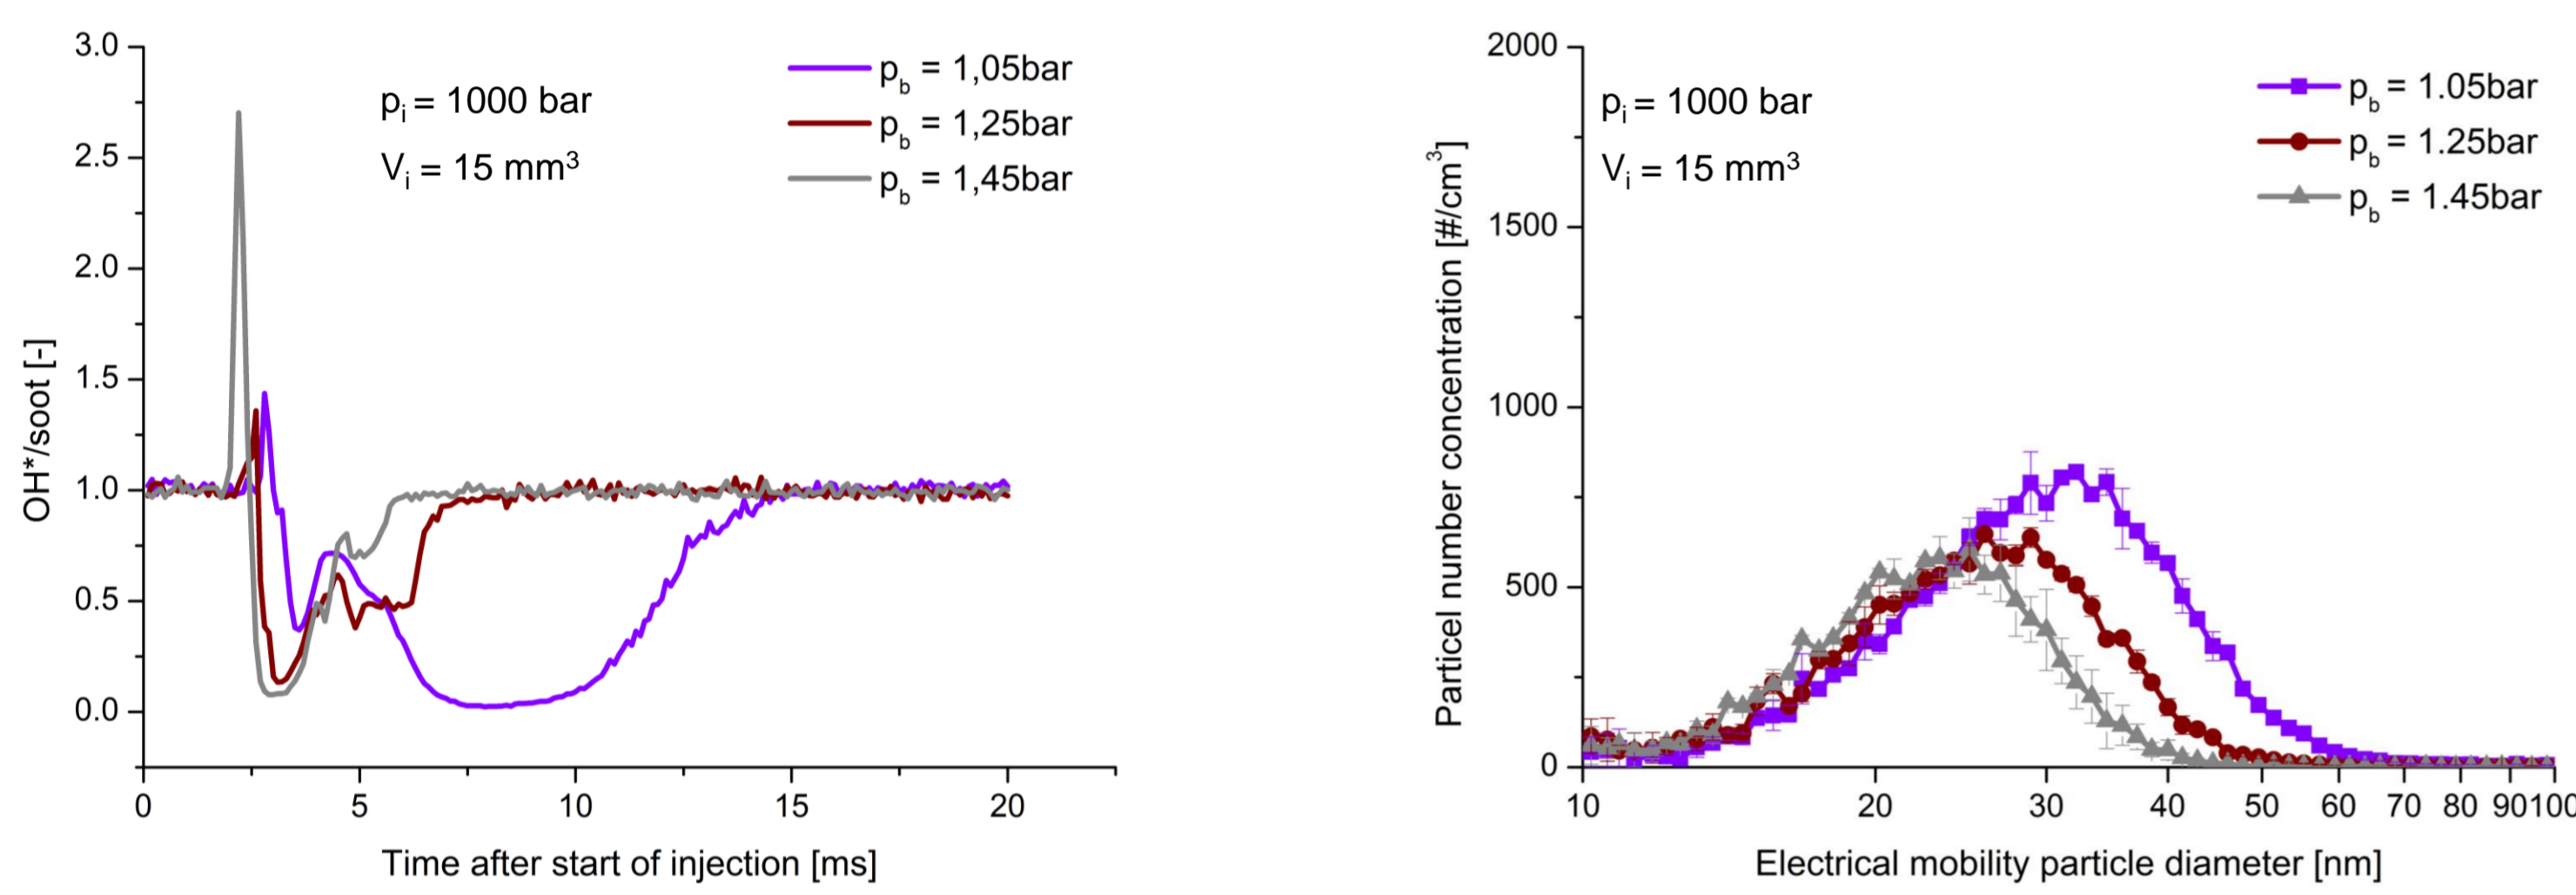 3.0
2.5
2.0
1.5
1.0
0.5
0.0
OH*/soot [-]
pi = 1000 bar
Vi = 15 mm³
pb = 1,05bar
pb = 1,25bar
pb = 1,45bar
0 5 10 15 20
Time after start of injection [ms]
2000
1500
1000
500
0
Particel number concentration [#/cm³]
pi = 1000 bar
Vi = 15 mm³
pb = 1.05bar
pb = 1.25bar
pb = 1.45bar
10 20 30 40 50 60 70 80 90 100
Electrical mobility particle diameter [nm]